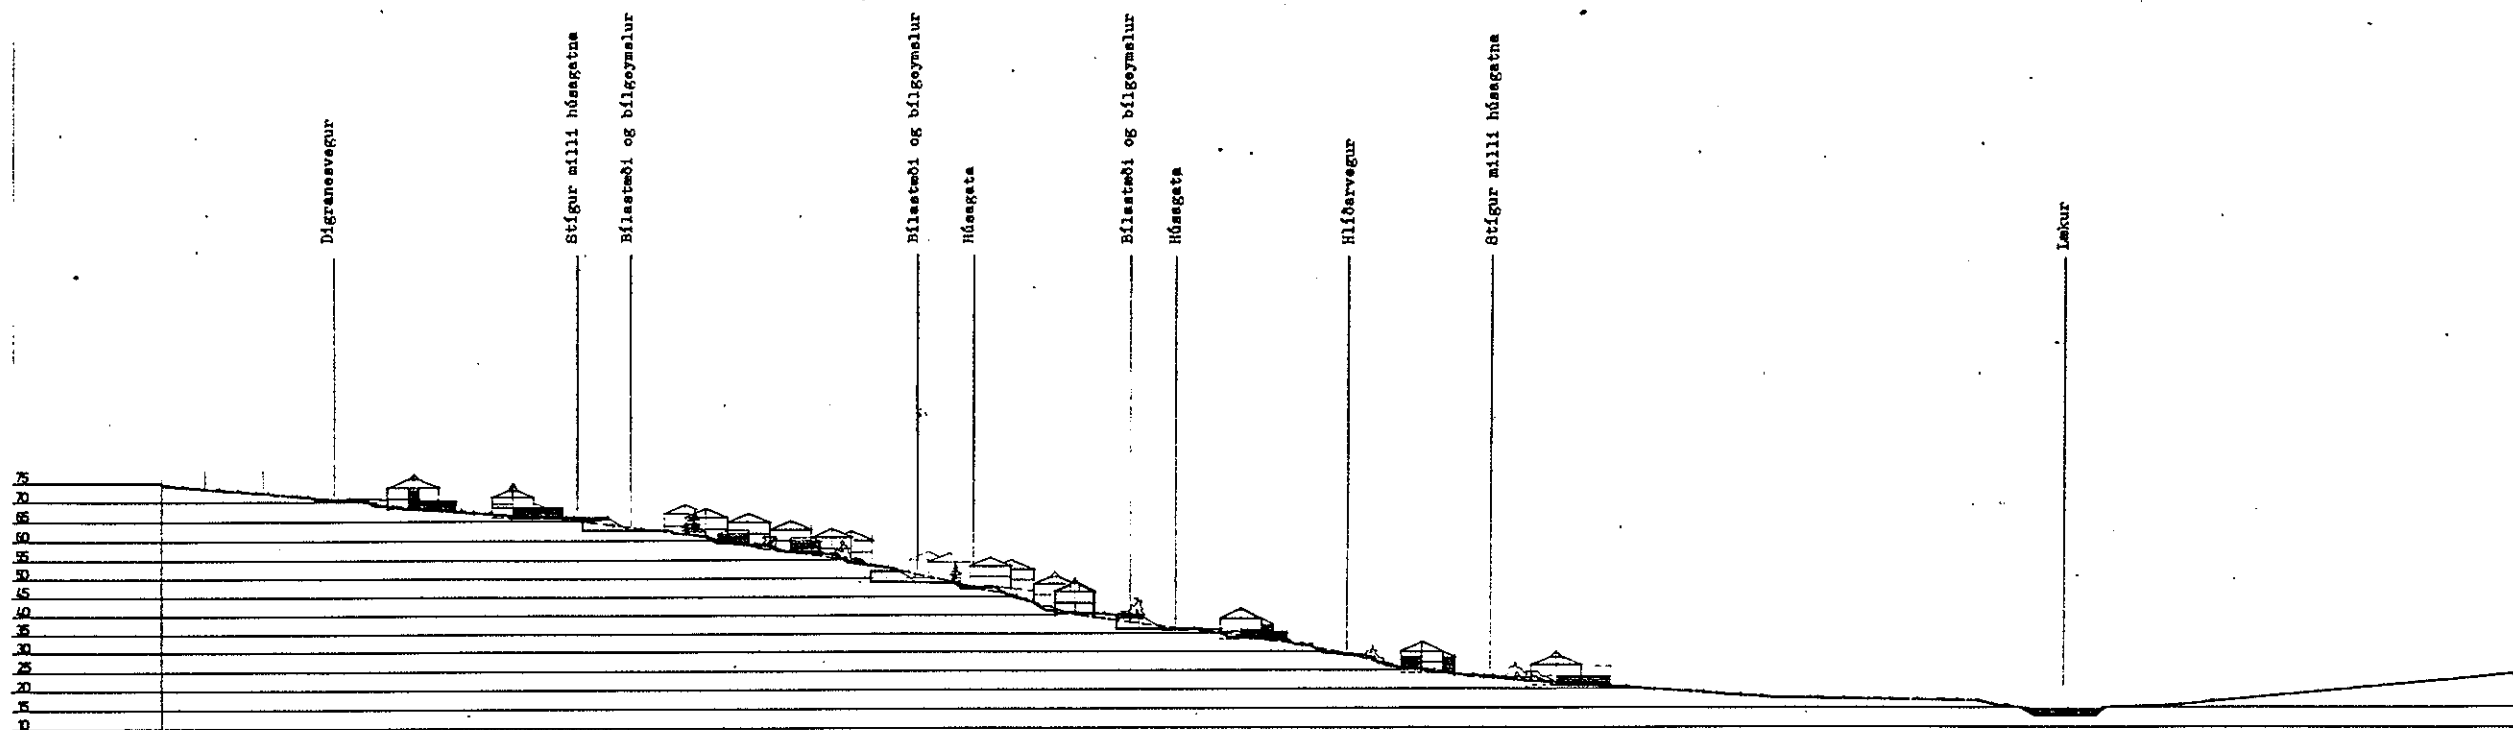 Digranesvegur
Stígur milli húsagatna
Bílastæði og bílgeymslur
Bílastæði og bílgeymslur
Húsagata
Bílastæði og bílgeymslur
Húsagata
Hlíðarvegur
Stígur milli húsagatna
Lækur
75
70
65
60
55
50
45
40
35
30
25
20
15
10